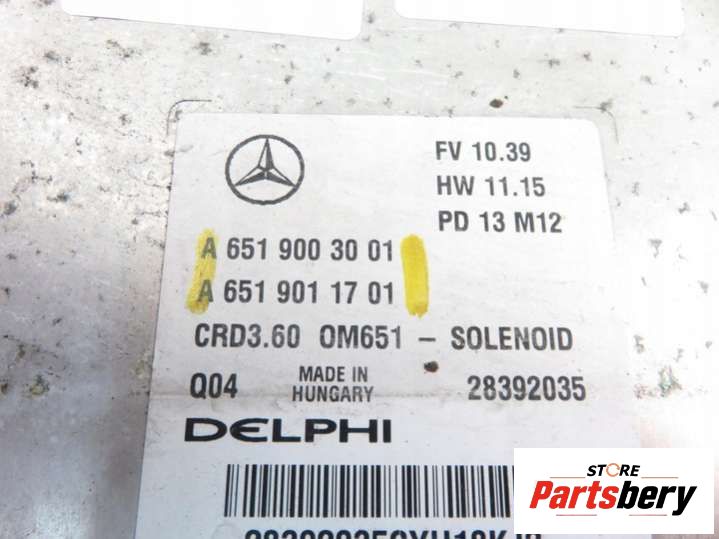 FV 10.39
HW 11.15
PD 13 M12
A 651 900 30 01
A 651 901 17 01
CRD3.60 OM651 - SOLENOID
Q04 MADE IN HUNGARY 28392035
DELPHI
STORE
Partsbery